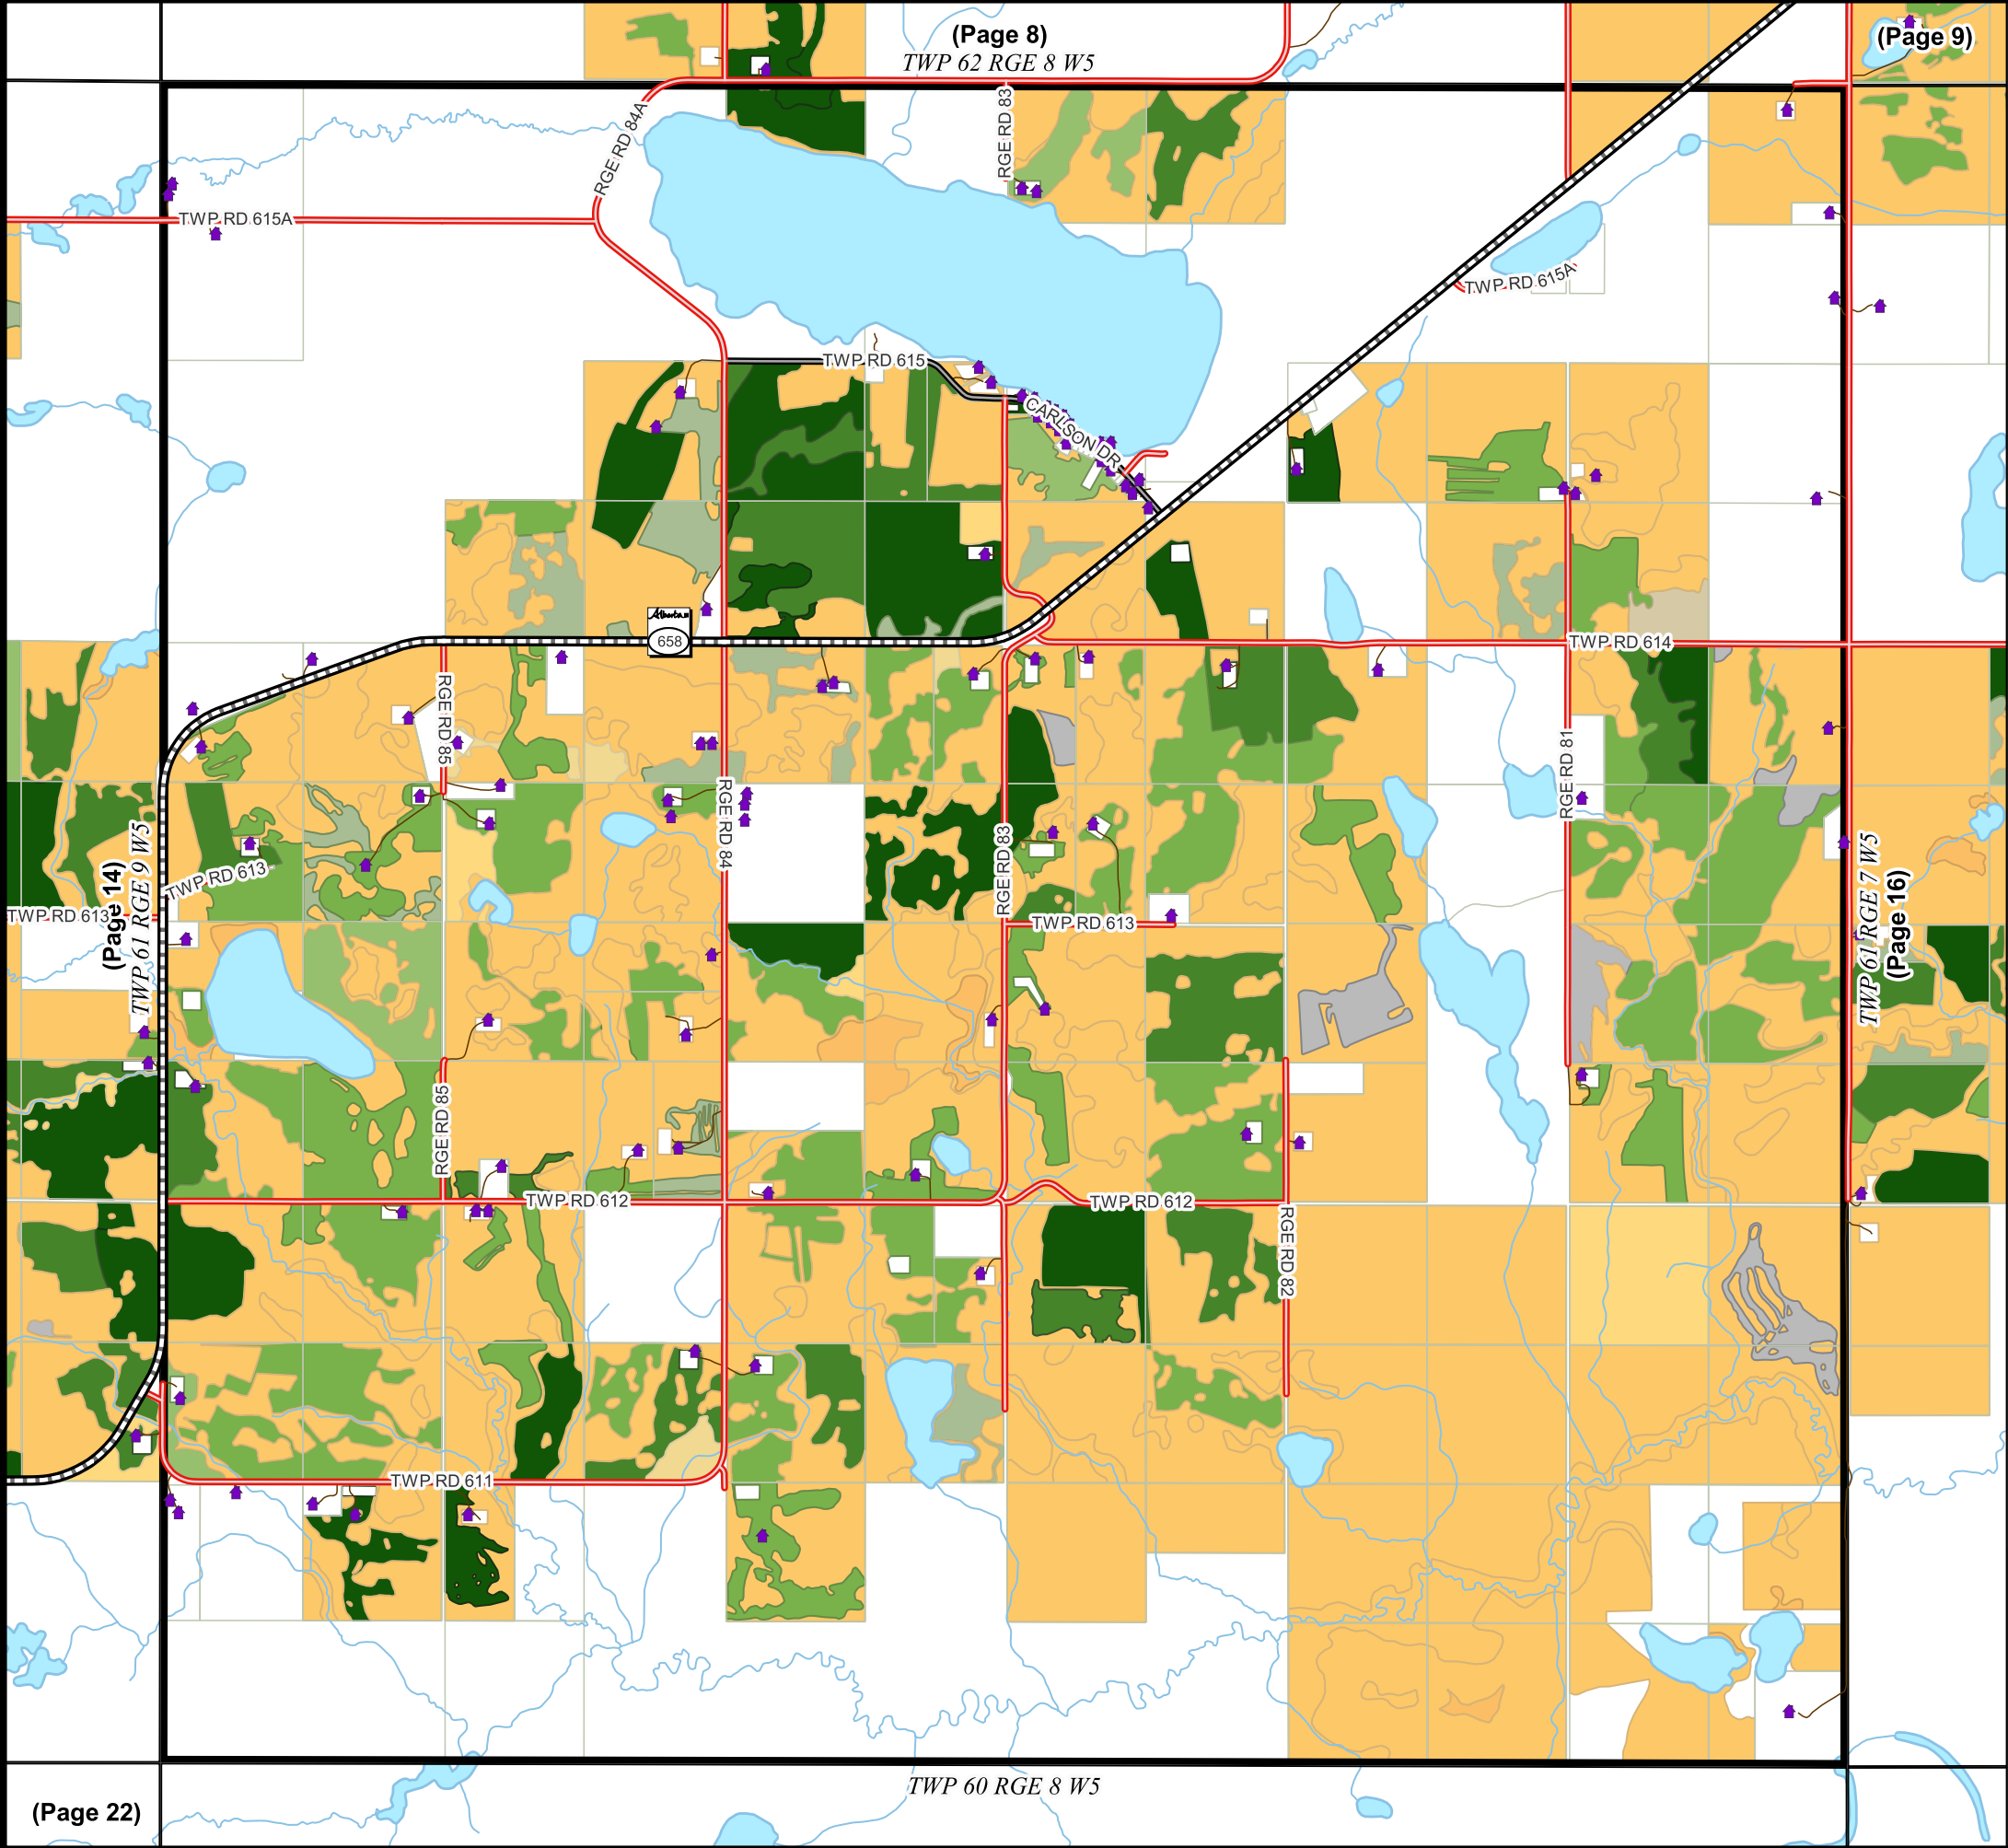 (Page 8)
TWP 62 RGE 8 W5
(Page 9)
RGE RD 83
RGE RD 84A
TWP RD 615A
TWP RD 615A
TWP RD 615
CARLSON DR
Alberta
658
TWP RD 614
RGE RD 85
RGE RD 81
RGE RD 84
RGE RD 83
TWP RD 613
TWP RD 613
TWP RD 613
(Page 14)
TWP 61 RGE 9 W5
TWP 61 RGE 7 W5
(Page 16)
RGE RD 85
TWP RD 612
TWP RD 612
RGE RD 82
TWP RD 611
TWP 60 RGE 8 W5
(Page 22)